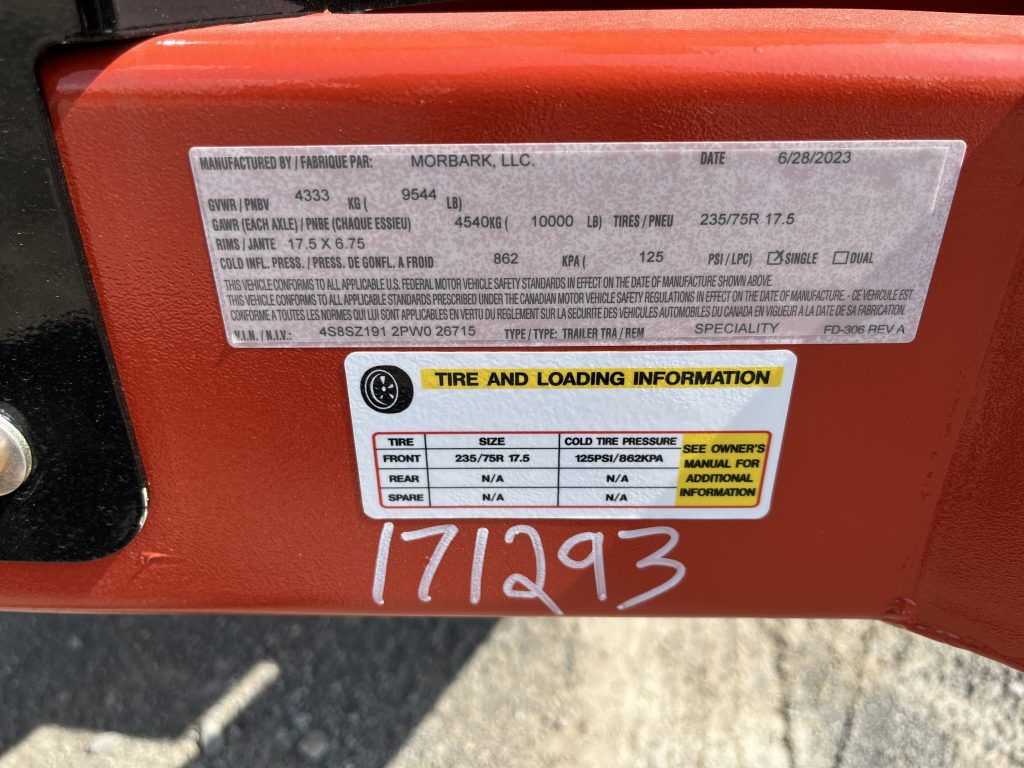 MANUFACTURED BY / FABRIQUE PAR: MORBARK, LLC. DATE 6/28/2023
GVWR / PNBV 4333 KG ( 9544 LB)
GAWR (EACH AXLE) / PNBE (CHAQUE ESSIEU) 4540KG ( 10000 LB) TIRES / PNEU 235/75R 17.5
RIMS / JANTE 17.5 X 6.75
COLD INFL. PRESS. / PRESS. DE GONFL. A FROID 862 KPA ( 125 PSI / LPC) X SINGLE DUAL
THIS VEHICLE CONFORMS TO ALL APPLICABLE U.S. FEDERAL MOTOR VEHICLE SAFETY STANDARDS IN EFFECT ON THE DATE OF MANUFACTURE SHOWN ABOVE.
THIS VEHICLE CONFORMS TO ALL APPLICABLE STANDARDS PRESCRIBED UNDER THE CANADIAN MOTOR VEHICLE SAFETY REGULATIONS IN EFFECT ON THE DATE OF MANUFACTURE. - CE VEHICULE EST
CONFORME A TOUTES LES NORMES QUI LUI SONT APPLICABLES EN VERTU DU REGLEMENT SUR LA SECURITE DES VEHICULES AUTOMOBILES DU CANADA EN VIGUEUR A LA DATE DE SA FABRICATION.
V.I.N. / N.I.V.: 4S8SZ191 2PW0 26715 TYPE / TYPE: TRAILER TRA / REM SPECIALITY FD-306 REV A
TIRE AND LOADING INFORMATION
TIRE SIZE COLD TIRE PRESSURE
FRONT 235/75R 17.5 125PSI/862KPA
REAR N/A N/A
SPARE N/A N/A
SEE OWNER'S
MANUAL FOR
ADDITIONAL
INFORMATION
171293